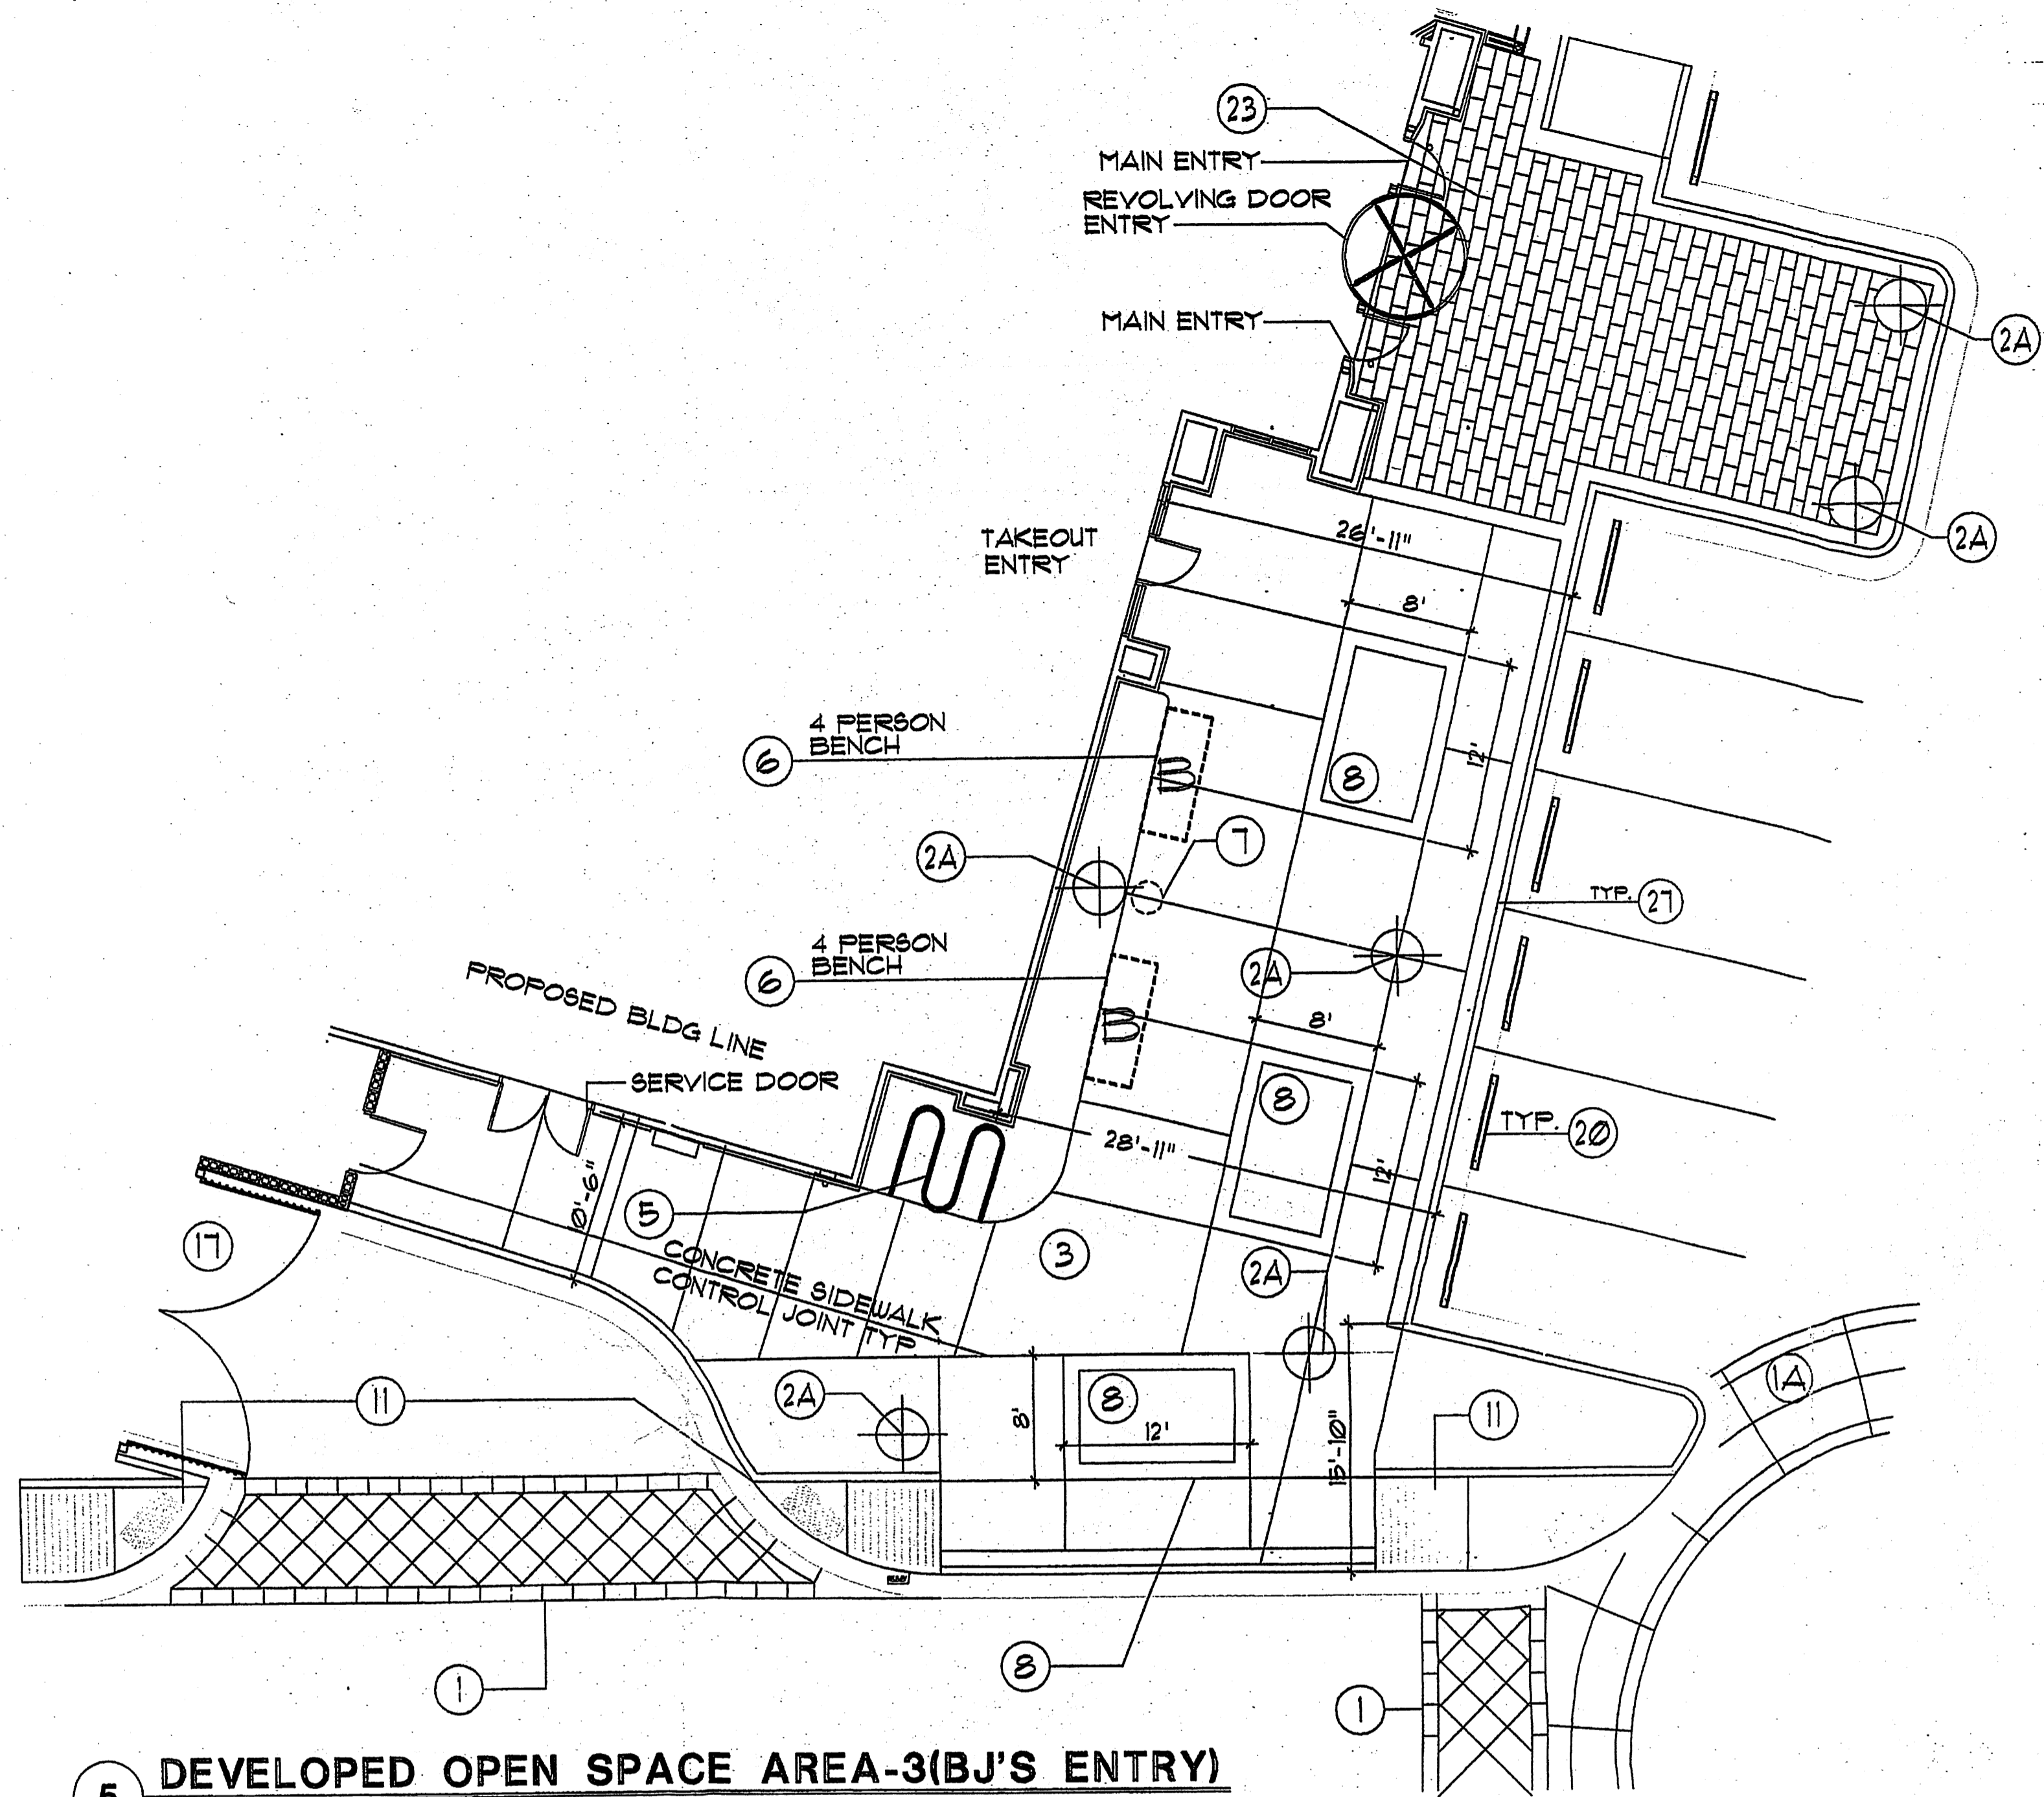 23
MAIN ENTRY
REVOLVING DOOR
ENTRY
MAIN ENTRY
2A
2A
TAKEOUT
ENTRY
26'-11"
8'
4 PERSON
BENCH
6
12'
8
2A
7
TYP. 27
4 PERSON
BENCH
6
2A
PROPOSED BLDG LINE
8'
SERVICE DOOR
8
TYP. 20
28'-11"
12'
0'-6"
5
17
3
CONCRETE SIDEWALK
CONTROL JOINT TYP
2A
1A
2A
11
8
8'
12'
15'-10"
11
8
1
1
5
DEVELOPED OPEN SPACE AREA-3(BJ'S ENTRY)